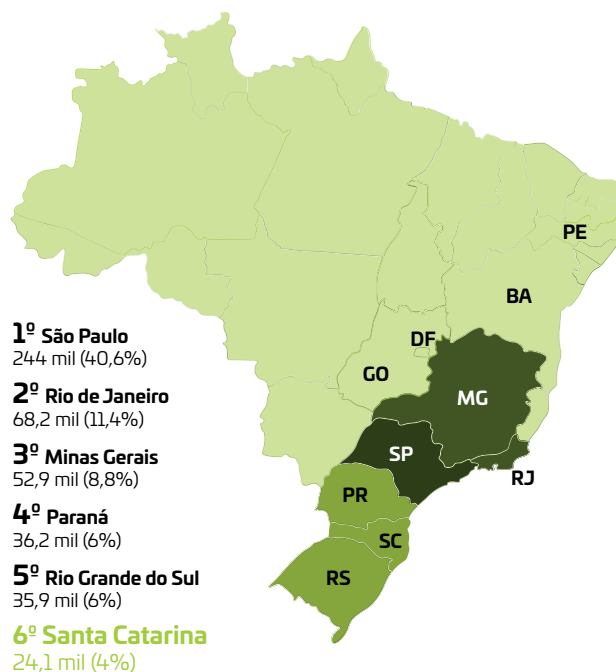 PE
BA
DF
GO
MG
SP
RJ
PR
SC
RS
1º São Paulo
244 mil (40,6%)
2º Rio de Janeiro
68,2 mil (11,4%)
3º Minas Gerais
52,9 mil (8,8%)
4º Paraná
36,2 mil (6%)
5º Rio Grande do Sul
35,9 mil (6%)
6º Santa Catarina
24,1 mil (4%)